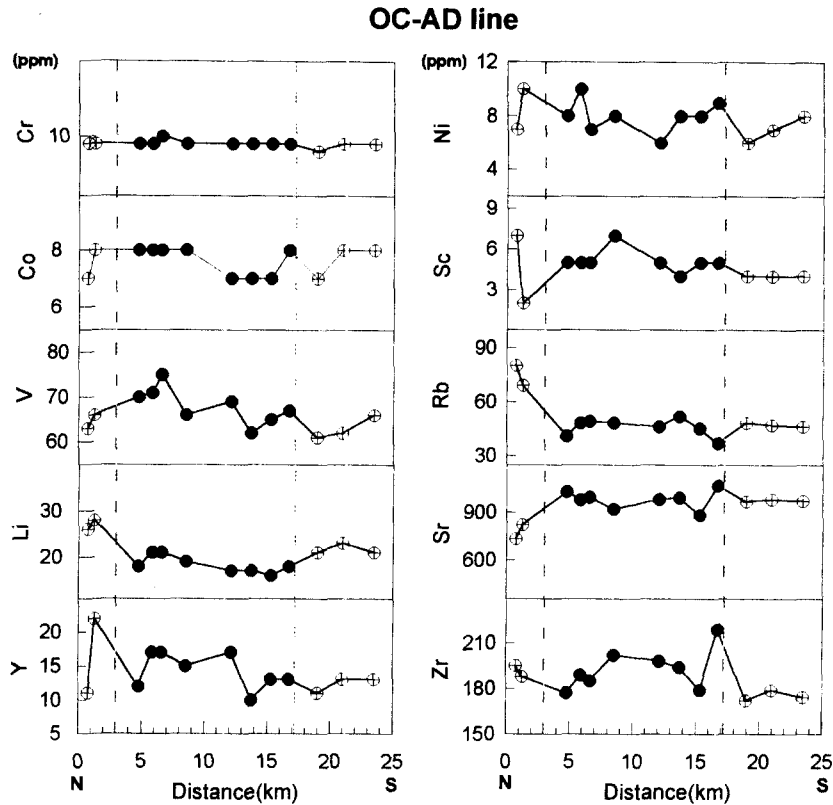 OC-AD line
(ppm)
Cr
10
Co
8
6
V
80
70
60
Li
30
20
Y
20
15
10
5
0 5 10 15 20 25
N Distance(km) S
(ppm)
Ni
12
8
4
Sc
9
6
3
Rb
90
60
30
Sr
900
600
Zr
210
180
150
0 5 10 15 20 25
N Distance(km) S